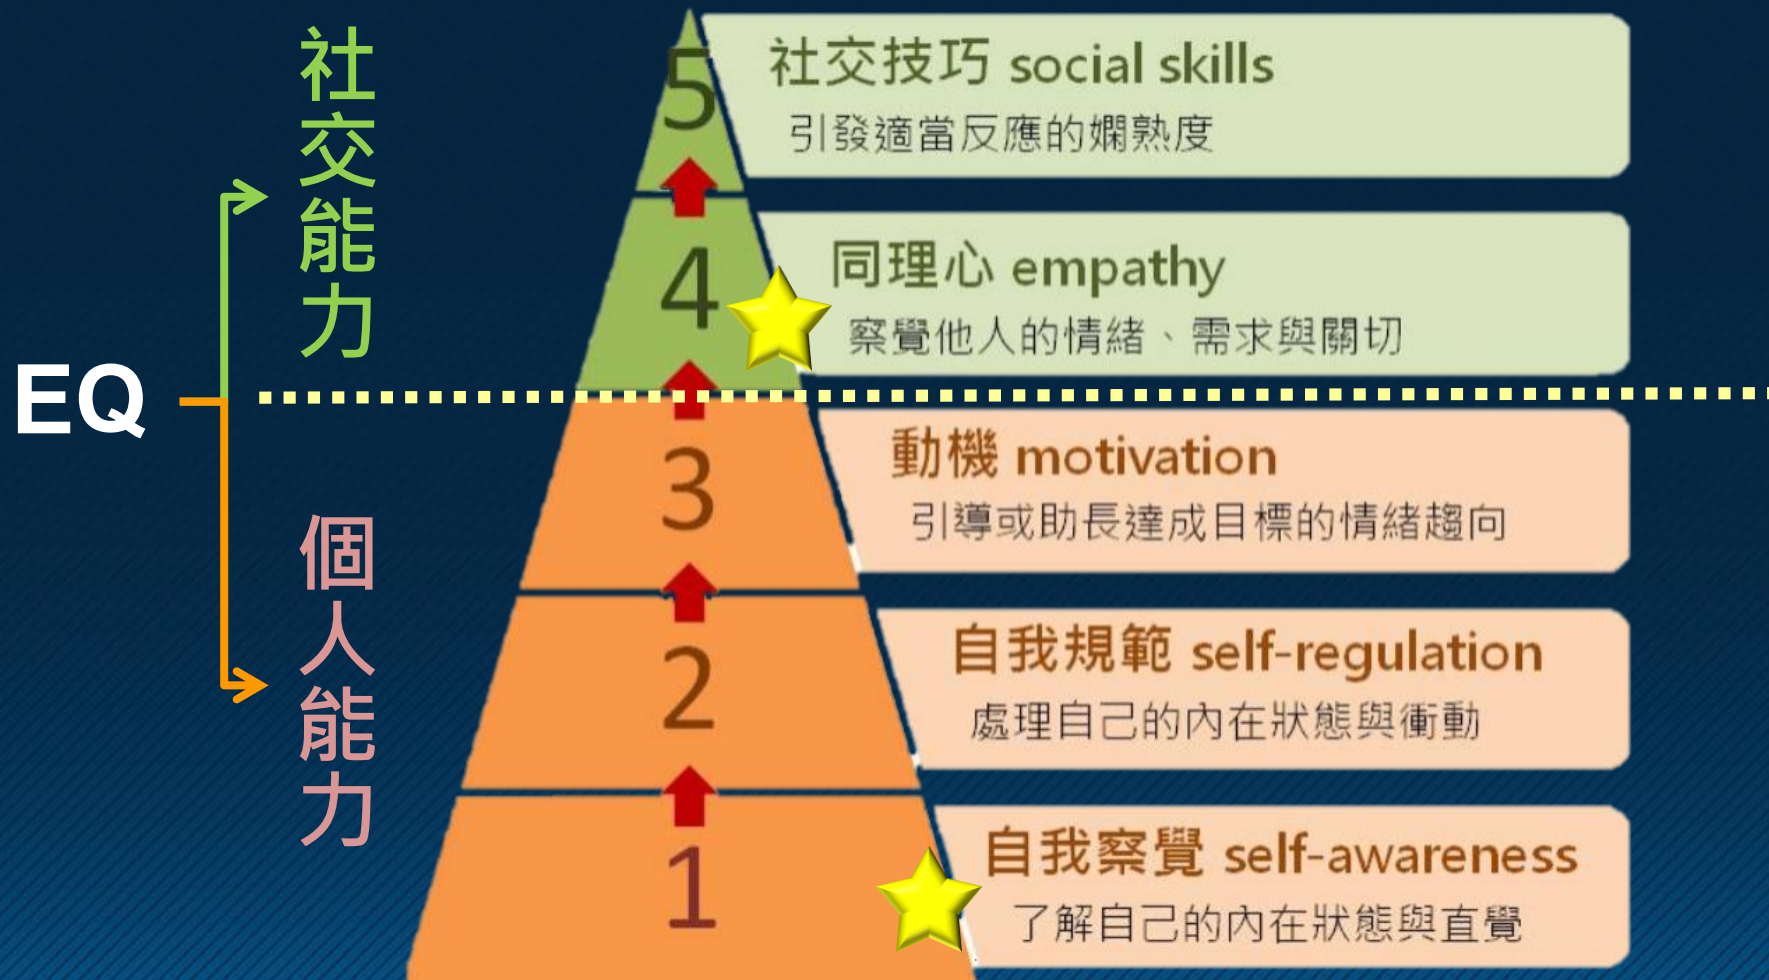 EQ
社交能力
個人能力
5
社交技巧 social skills
引發適當反應的嫻熟度
4
同理心 empathy
察覺他人的情緒、需求與關切
3
動機 motivation
引導或助長達成目標的情緒趨向
2
自我規範 self-regulation
處理自己的內在狀態與衝動
1
自我察覺 self-awareness
了解自己的內在狀態與直覺